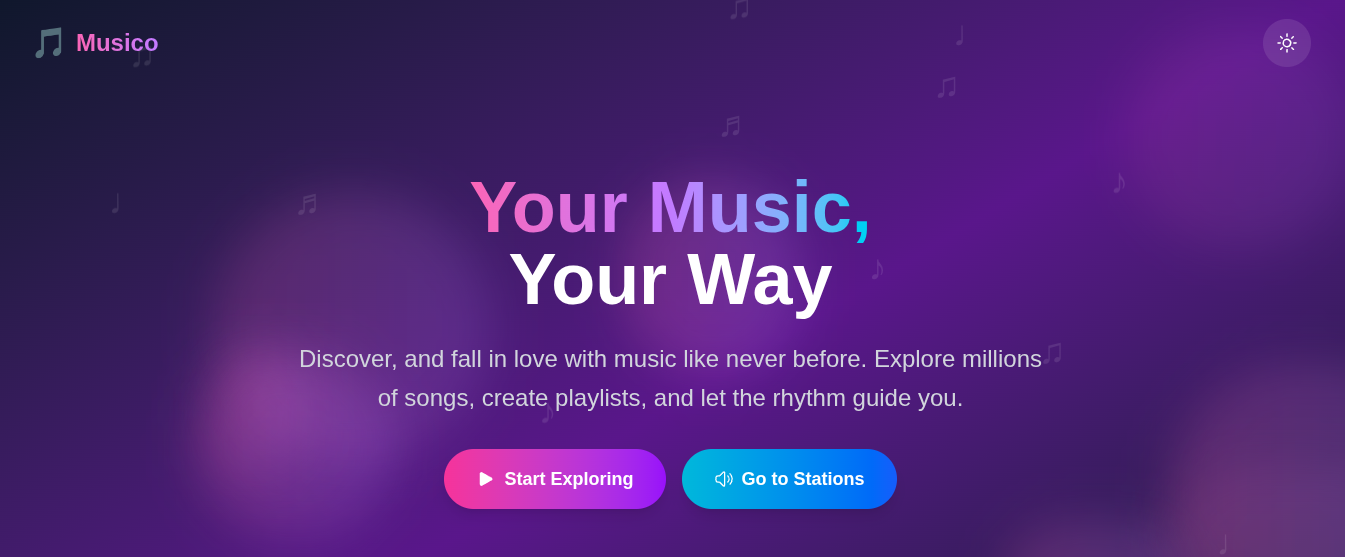 Musico
Your Music,
Your Way
Discover, and fall in love with music like never before. Explore millions
of songs, create playlists, and let the rhythm guide you.
Start Exploring
Go to Stations